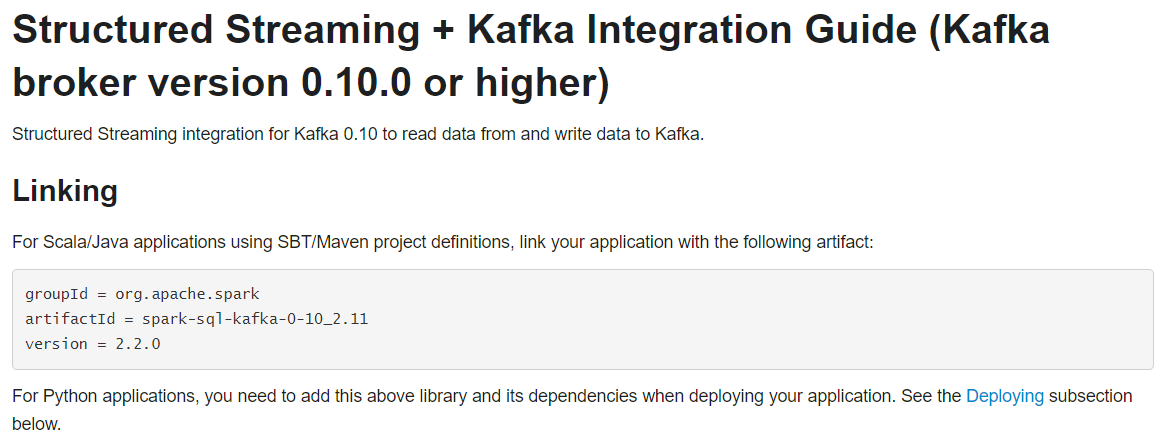 Structured Streaming + Kafka Integration Guide (Kafka
broker version 0.10.0 or higher)
Structured Streaming integration for Kafka 0.10 to read data from and write data to Kafka.
Linking
For Scala/Java applications using SBT/Maven project definitions, link your application with the following artifact:
groupId = org.apache.spark
artifactId = spark-sql-kafka-0-10_2.11
version = 2.2.0
For Python applications, you need to add this above library and its dependencies when deploying your application. See the Deploying subsection
below.